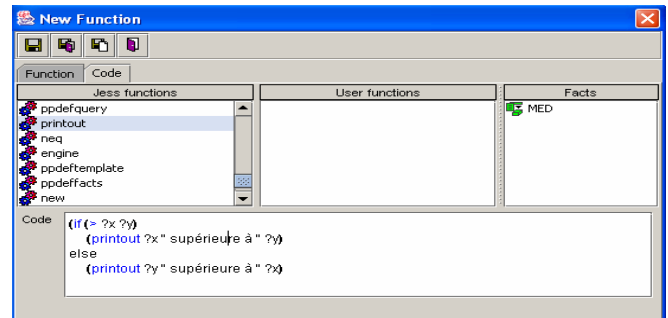 New Function
Function Code
Jess functions User functions Facts
ppdefquery MED
printout
neq
engine
ppdeftemplate
ppdeffacts
new
Code
(if (> ?x ?y)
(printout ?x " supérieure à " ?y)
else
(printout ?y " supérieure à " ?x)